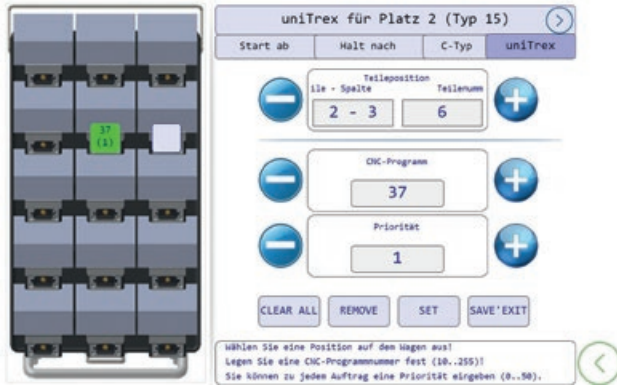 uniTrex für Platz 2 (Typ 15)
Start ab
Halt nach
C-Typ
uniTrex
Teileposition
ile - Spalte
Teilenumm
2 - 3
6
CNC-Programm
37
Priorität
1
37
(1)
CLEAR ALL
REMOVE
SET
SAVE'EXIT
Wählen Sie eine Position auf dem Wagen aus!
Legen Sie eine CNC-Programmnummer fest (10..255)!
Sie können zu jedem Auftrag eine Priorität eingeben (0..50).